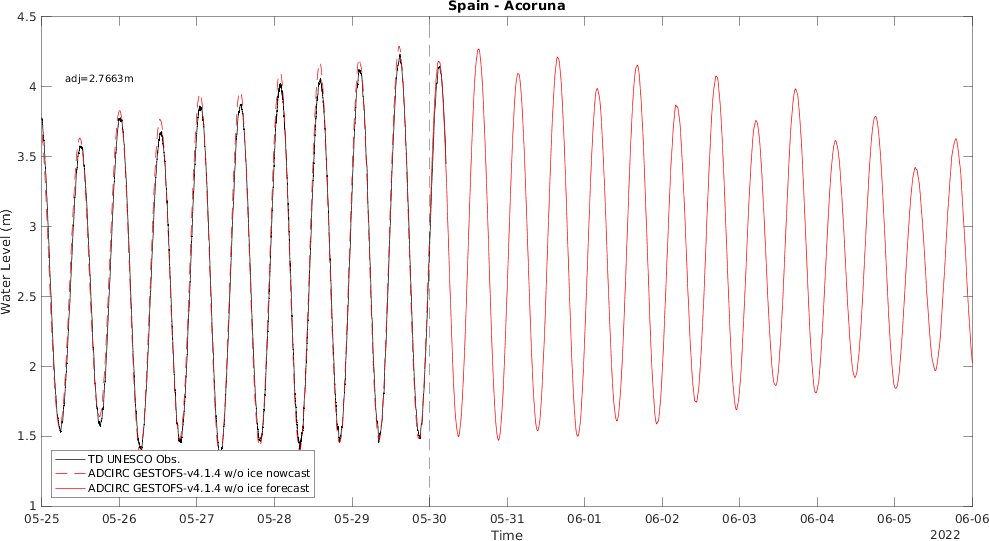 Spain - Acoruna
4.5
4
3.5
3
2.5
2
1.5
1
Water Level (m)
adj=2.7663m
TD UNESCO Obs.
ADCIRC GESTOFS-v4.1.4 w/o ice nowcast
ADCIRC GESTOFS-v4.1.4 w/o ice forecast
05-25 05-26 05-27 05-28 05-29 05-30 05-31 06-01 06-02 06-03 06-04 06-05 06-06
Time
2022